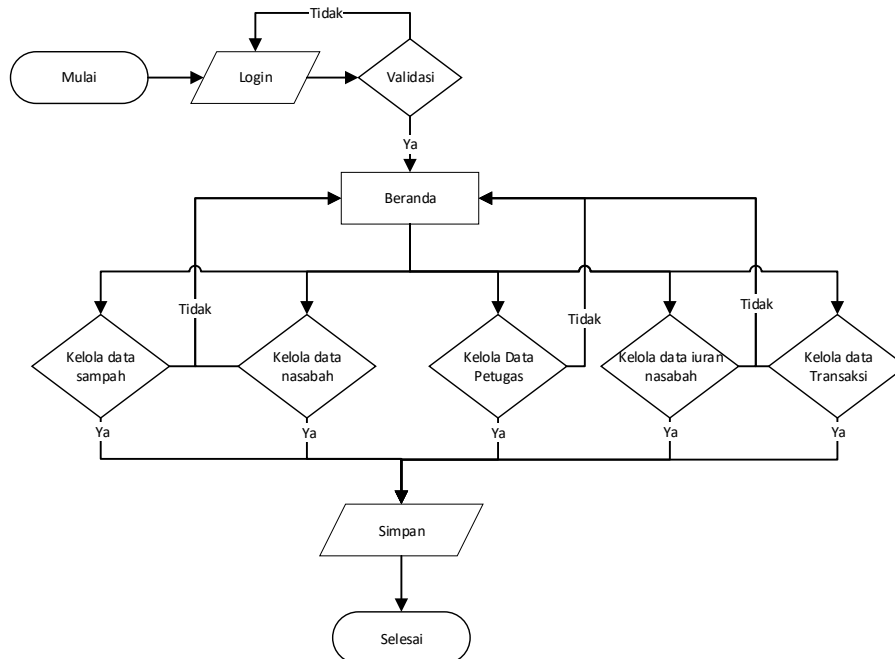 Tidak
Mulai
Login
Validasi
Ya
Beranda
Tidak
Tidak
Tidak
Kelola data
sampah
Kelola data
nasabah
Kelola Data
Petugas
Kelola data iuran
nasabah
Kelola data
Transaksi
Ya
Ya
Ya
Ya
Ya
Simpan
Selesai